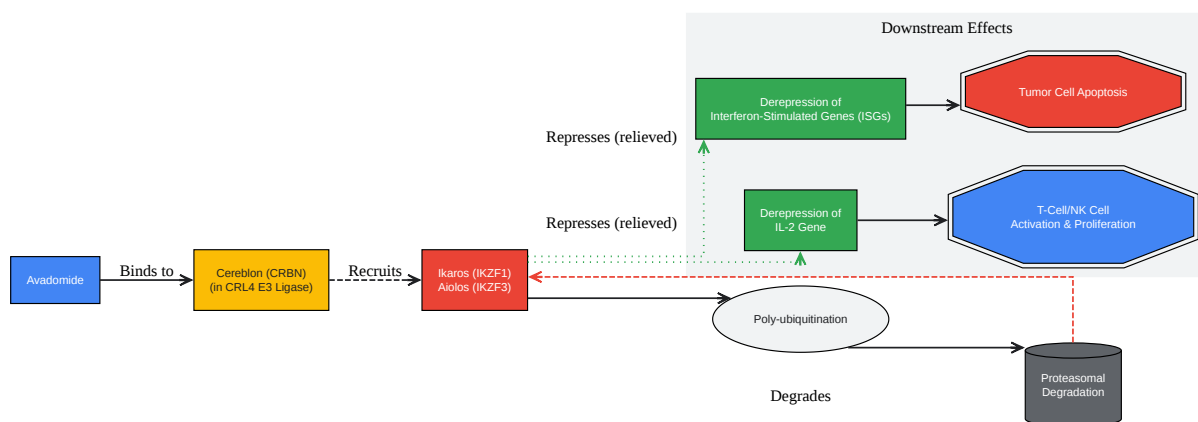 Downstream Effects
Derepression of
Interferon-Stimulated Genes (ISGs)
Tumor Cell Apoptosis
Represses (relieved)
Represses (relieved)
Derepression of
IL-2 Gene
T-Cell/NK Cell
Activation & Proliferation
Avadomide
Binds to
Cereblon (CRBN)
(in CRL4 E3 Ligase)
Recruits
Ikaros (IKZF1)
Aiolos (IKZF3)
Poly-ubiquitination
Proteasomal
Degradation
Degrades